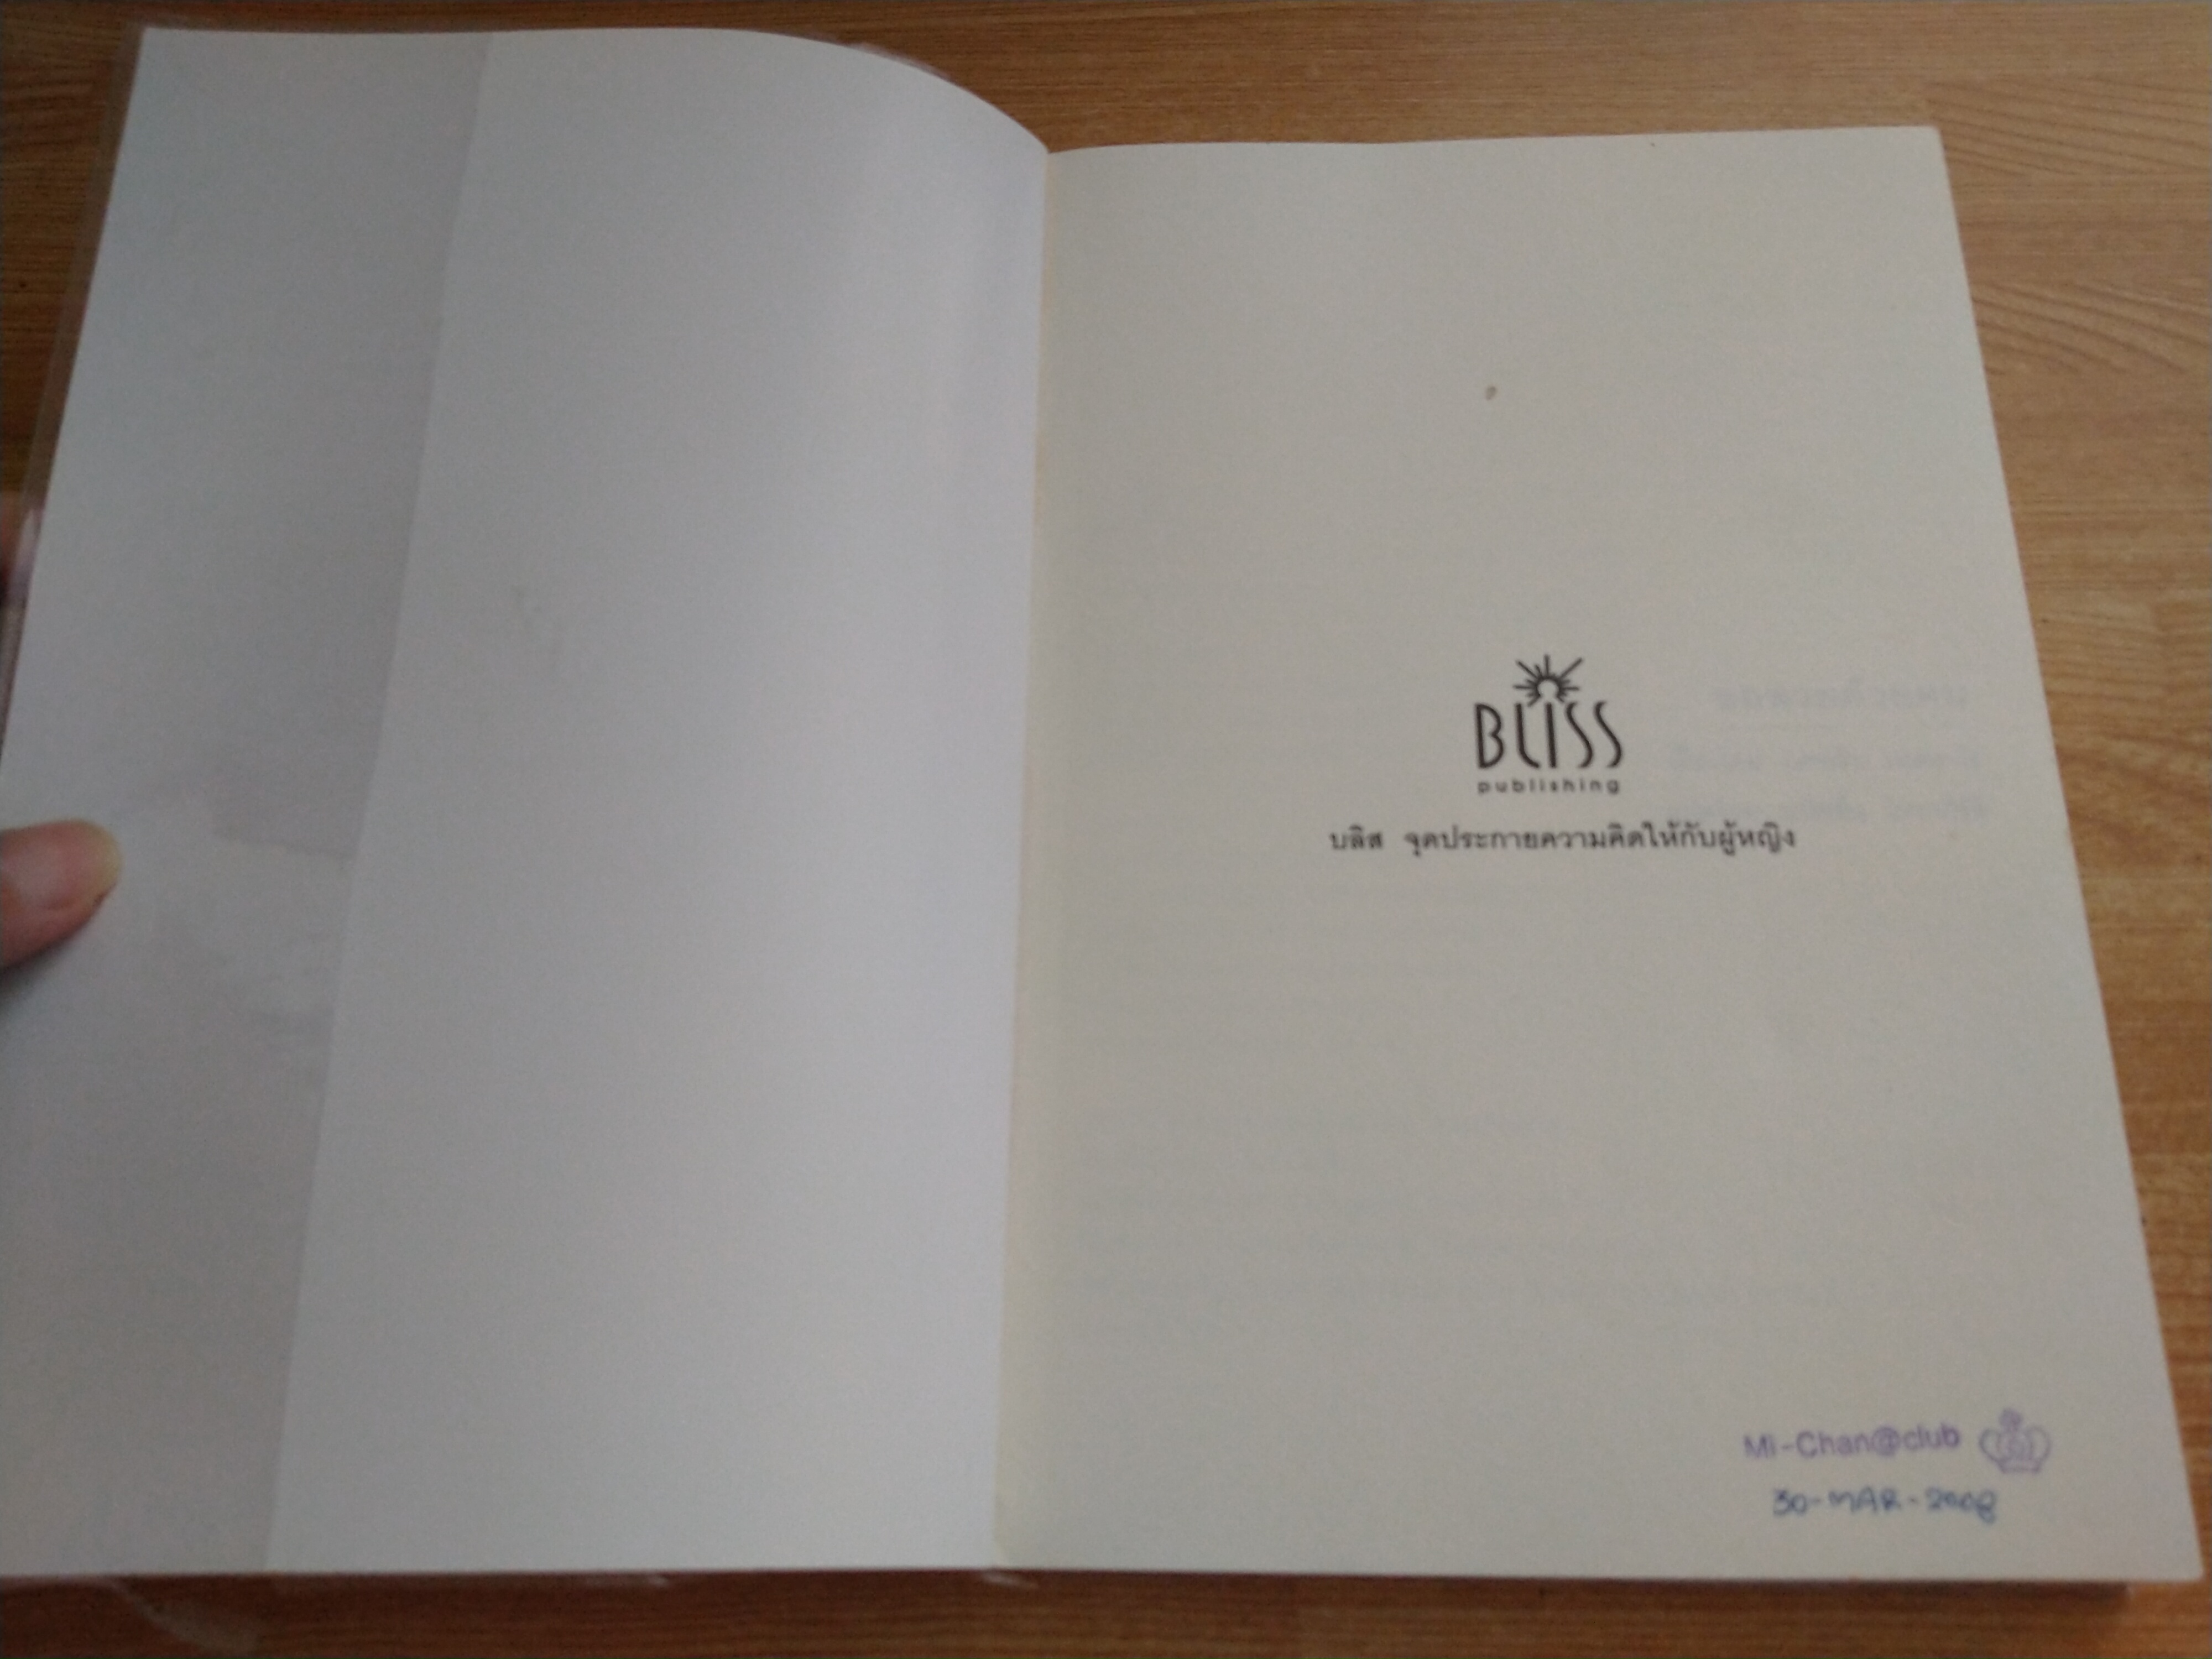 BLISS
publishing
บลิส จุดประกายความคิดให้กับผู้หญิง
Mi-Chan@club
30-MAR-2008